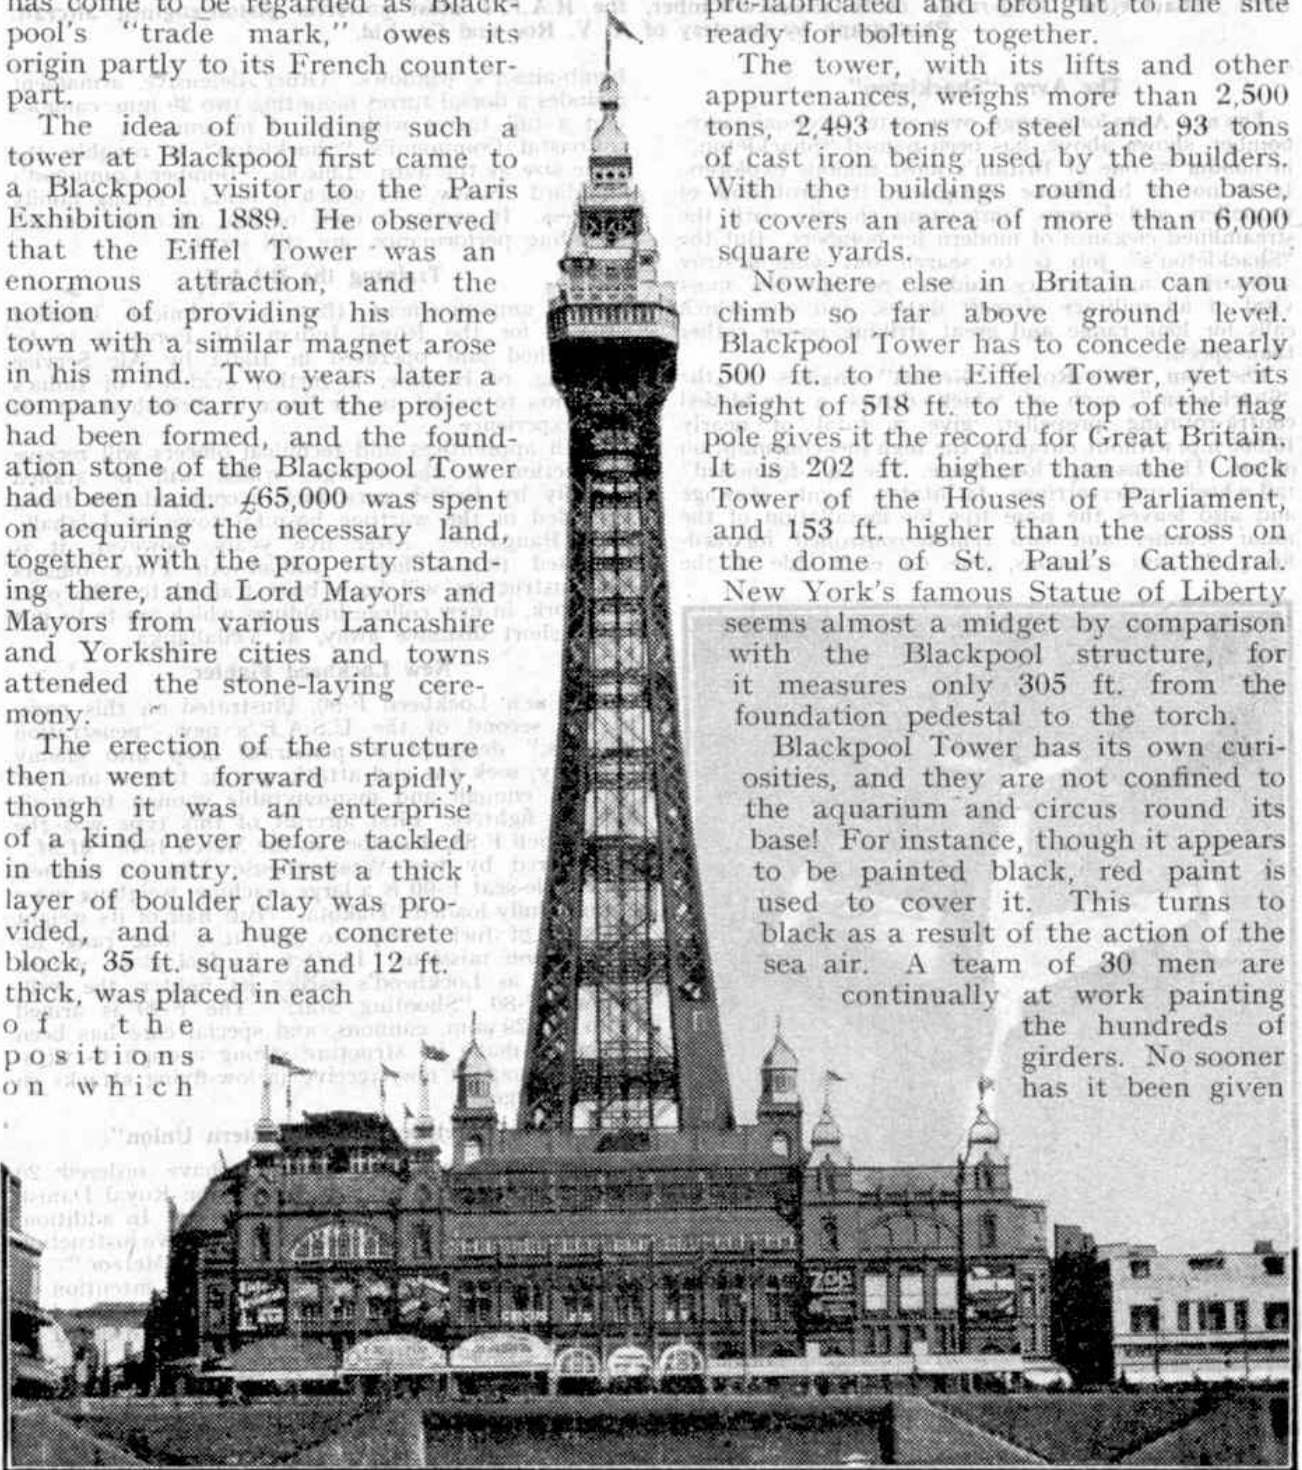 has come to be regarded as Black-
pool's "trade mark," owes its
origin partly to its French counter-
part.
The idea of building such a
tower at Blackpool first came to
a Blackpool visitor to the Paris
Exhibition in 1889. He observed
that the Eiffel Tower was an
enormous attraction, and the
notion of providing his home
town with a similar magnet arose
in his mind. Two years later a
company to carry out the project
had been formed, and the found-
ation stone of the Blackpool Tower
had been laid. £65,000 was spent
on acquiring the necessary land,
together with the property stand-
ing there, and Lord Mayors and
Mayors from various Lancashire
and Yorkshire cities and towns
attended the stone-laying cere-
mony.
The erection of the structure
then went forward rapidly,
though it was an enterprise
of a kind never before tackled
in this country. First a thick
layer of boulder clay was pro-
vided, and a huge concrete
block, 35 ft. square and 12 ft.
thick, was placed in each
of the
positions
on which
pre-fabricated and brought to the site
ready for bolting together.
The tower, with its lifts and other
appurtenances, weighs more than 2,500
tons, 2,493 tons of steel and 93 tons
of cast iron being used by the builders.
With the buildings round the base,
it covers an area of more than 6,000
square yards.
Nowhere else in Britain can you
climb so far above ground level.
Blackpool Tower has to concede nearly
500 ft. to the Eiffel Tower, yet its
height of 518 ft. to the top of the flag
pole gives it the record for Great Britain.
It is 202 ft. higher than the Clock
Tower of the Houses of Parliament,
and 153 ft. higher than the cross on
the dome of St. Paul's Cathedral.
New York's famous Statue of Liberty
seems almost a midget by comparison
with the Blackpool structure, for
it measures only 305 ft. from the
foundation pedestal to the torch.
Blackpool Tower has its own curi-
osities, and they are not confined to
the aquarium and circus round its
base! For instance, though it appears
to be painted black, red paint is
used to cover it. This turns to
black as a result of the action of the
sea air. A team of 30 men are
continually at work painting
the hundreds of
girders. No sooner
has it been given
ZOO
CIRCUS